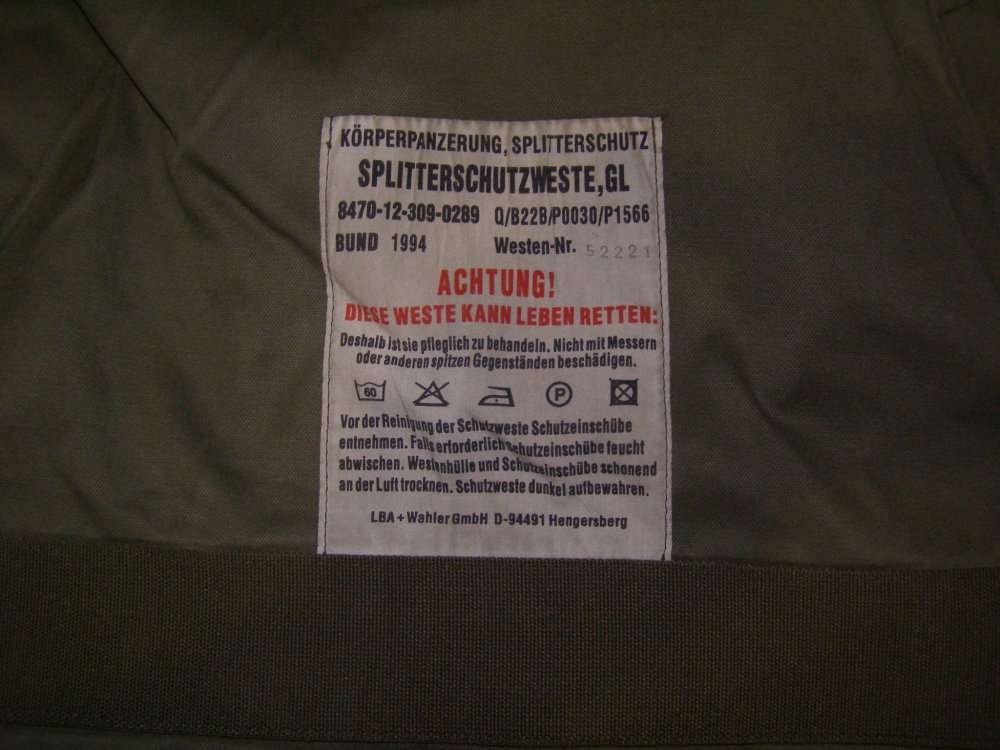 KÖRPERPANZERUNG, SPLITTERSCHUTZ
SPLITTERSCHUTZWESTE,GL
8470-12-309-0289 Q/B22B/P0030/P1566
BUND 1994 Westen-Nr. 52221
ACHTUNG!
DIESE WESTE KANN LEBEN RETTEN:
Deshalb ist sie pfleglich zu behandeln. Nicht mit Messern
oder anderen spitzen Gegenständen beschädigen.
60 P
Vor der Reinigung der Schutzweste Schutzeinschübe
entnehmen. Falls erforderlich Schutzeinschübe feucht
abwischen. Westenhülle und Schutzeinschübe schonend
an der Luft trocknen. Schutzweste dunkel aufbewahren.
LBA + Wahler GmbH D-94491 Hengersberg